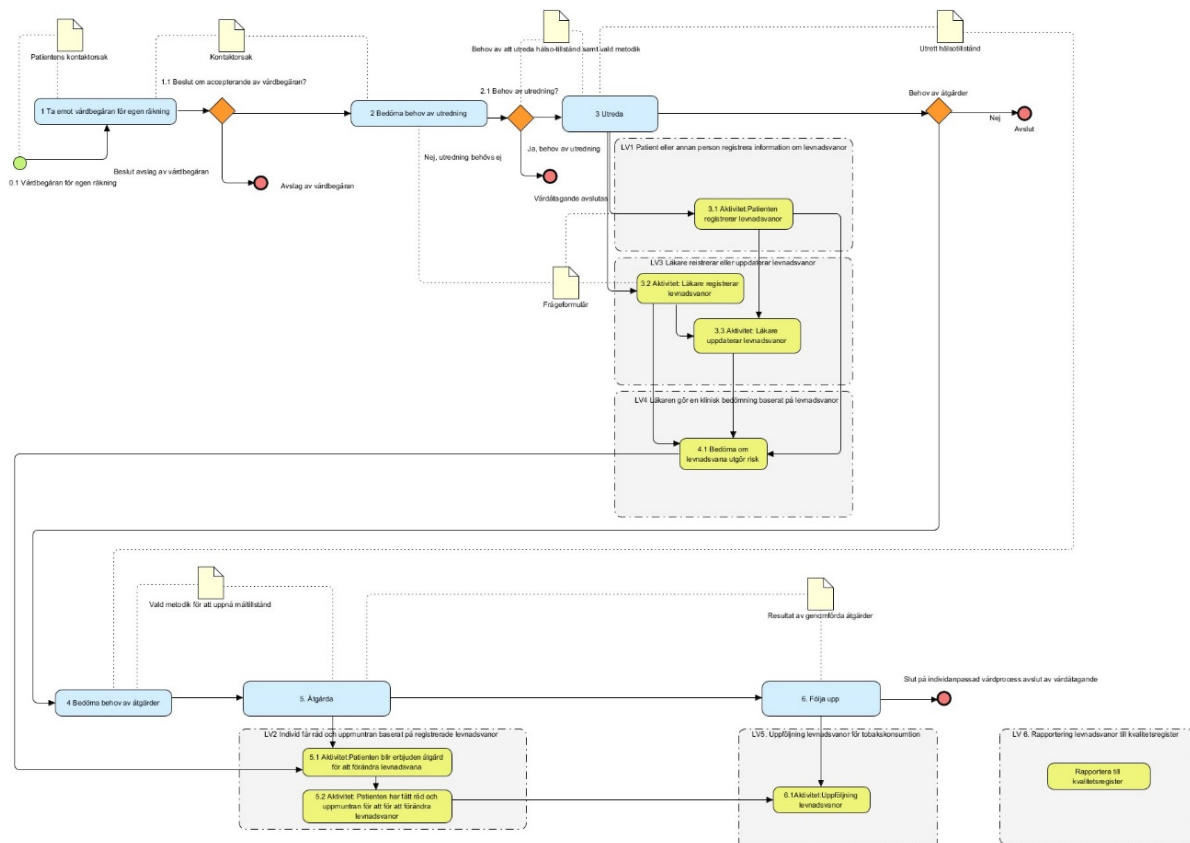 Patientens kontaktorsak
Kontaktorsak
Behov av att utreda hälso-tillstånd samt vald metodik
Utrett hälsotillstånd
1.1 Beslut om accepterande av vårdbegäran?
2.1 Behov av utredning?
Behov av åtgärder
1 Ta emot vårdbegäran för egen räkning
2 Bedöma behov av utredning
3 Utreda
Nej
Avslut
Nej, utredning behövs ej
Ja, behov av utredning
LV1 Patient eller annan person registrera information om levnadsvanor
0.1 Vårdbegäran för egen räkning
Beslut avslag av vårdbegäran
Avslag av vårdbegäran
Vårdåtagande avslutas
3.1 Aktivitet:Patienten
registrerar levnadsvanor
LV3 Läkare reistrerar eller uppdaterar levnadsvanor
3.2 Aktivitet: Läkare registrerar
levnadsvanor
Frågeformulär
3.3 Aktivitet: Läkare
uppdaterar levnadsvanor
LV4 Läkaren gör en klinisk bedömning baserat på levnadsvanor
4.1 Bedöma om
levnadsvana utgör risk
Vald metodik för att uppnå måltillstånd
Resultat av genomförda åtgärder
4 Bedöma behov av åtgärder
5. Åtgärda
6. Följa upp
Slut på individanpassad vårdprocess avslut av vårdåtagande
LV2 Individ får råd och uppmuntran baserat på registrerade levnadsvanor
LV5. Uppföljning levnadsvanor för tobakskonsumtion
LV 6. Rapportering levnadsvanor till kvalitetsregister
5.1 Aktivitet:Patienten blir erbjuden åtgärd
för att förändra levnadsvana
Rapportera till
kvalitetsregister
5.2 Aktivitet: Patienten har fått råd och
uppmuntran för att för att förändra
levnadsvanor
6.1Aktivitet:Uppföljning
levnadsvanor